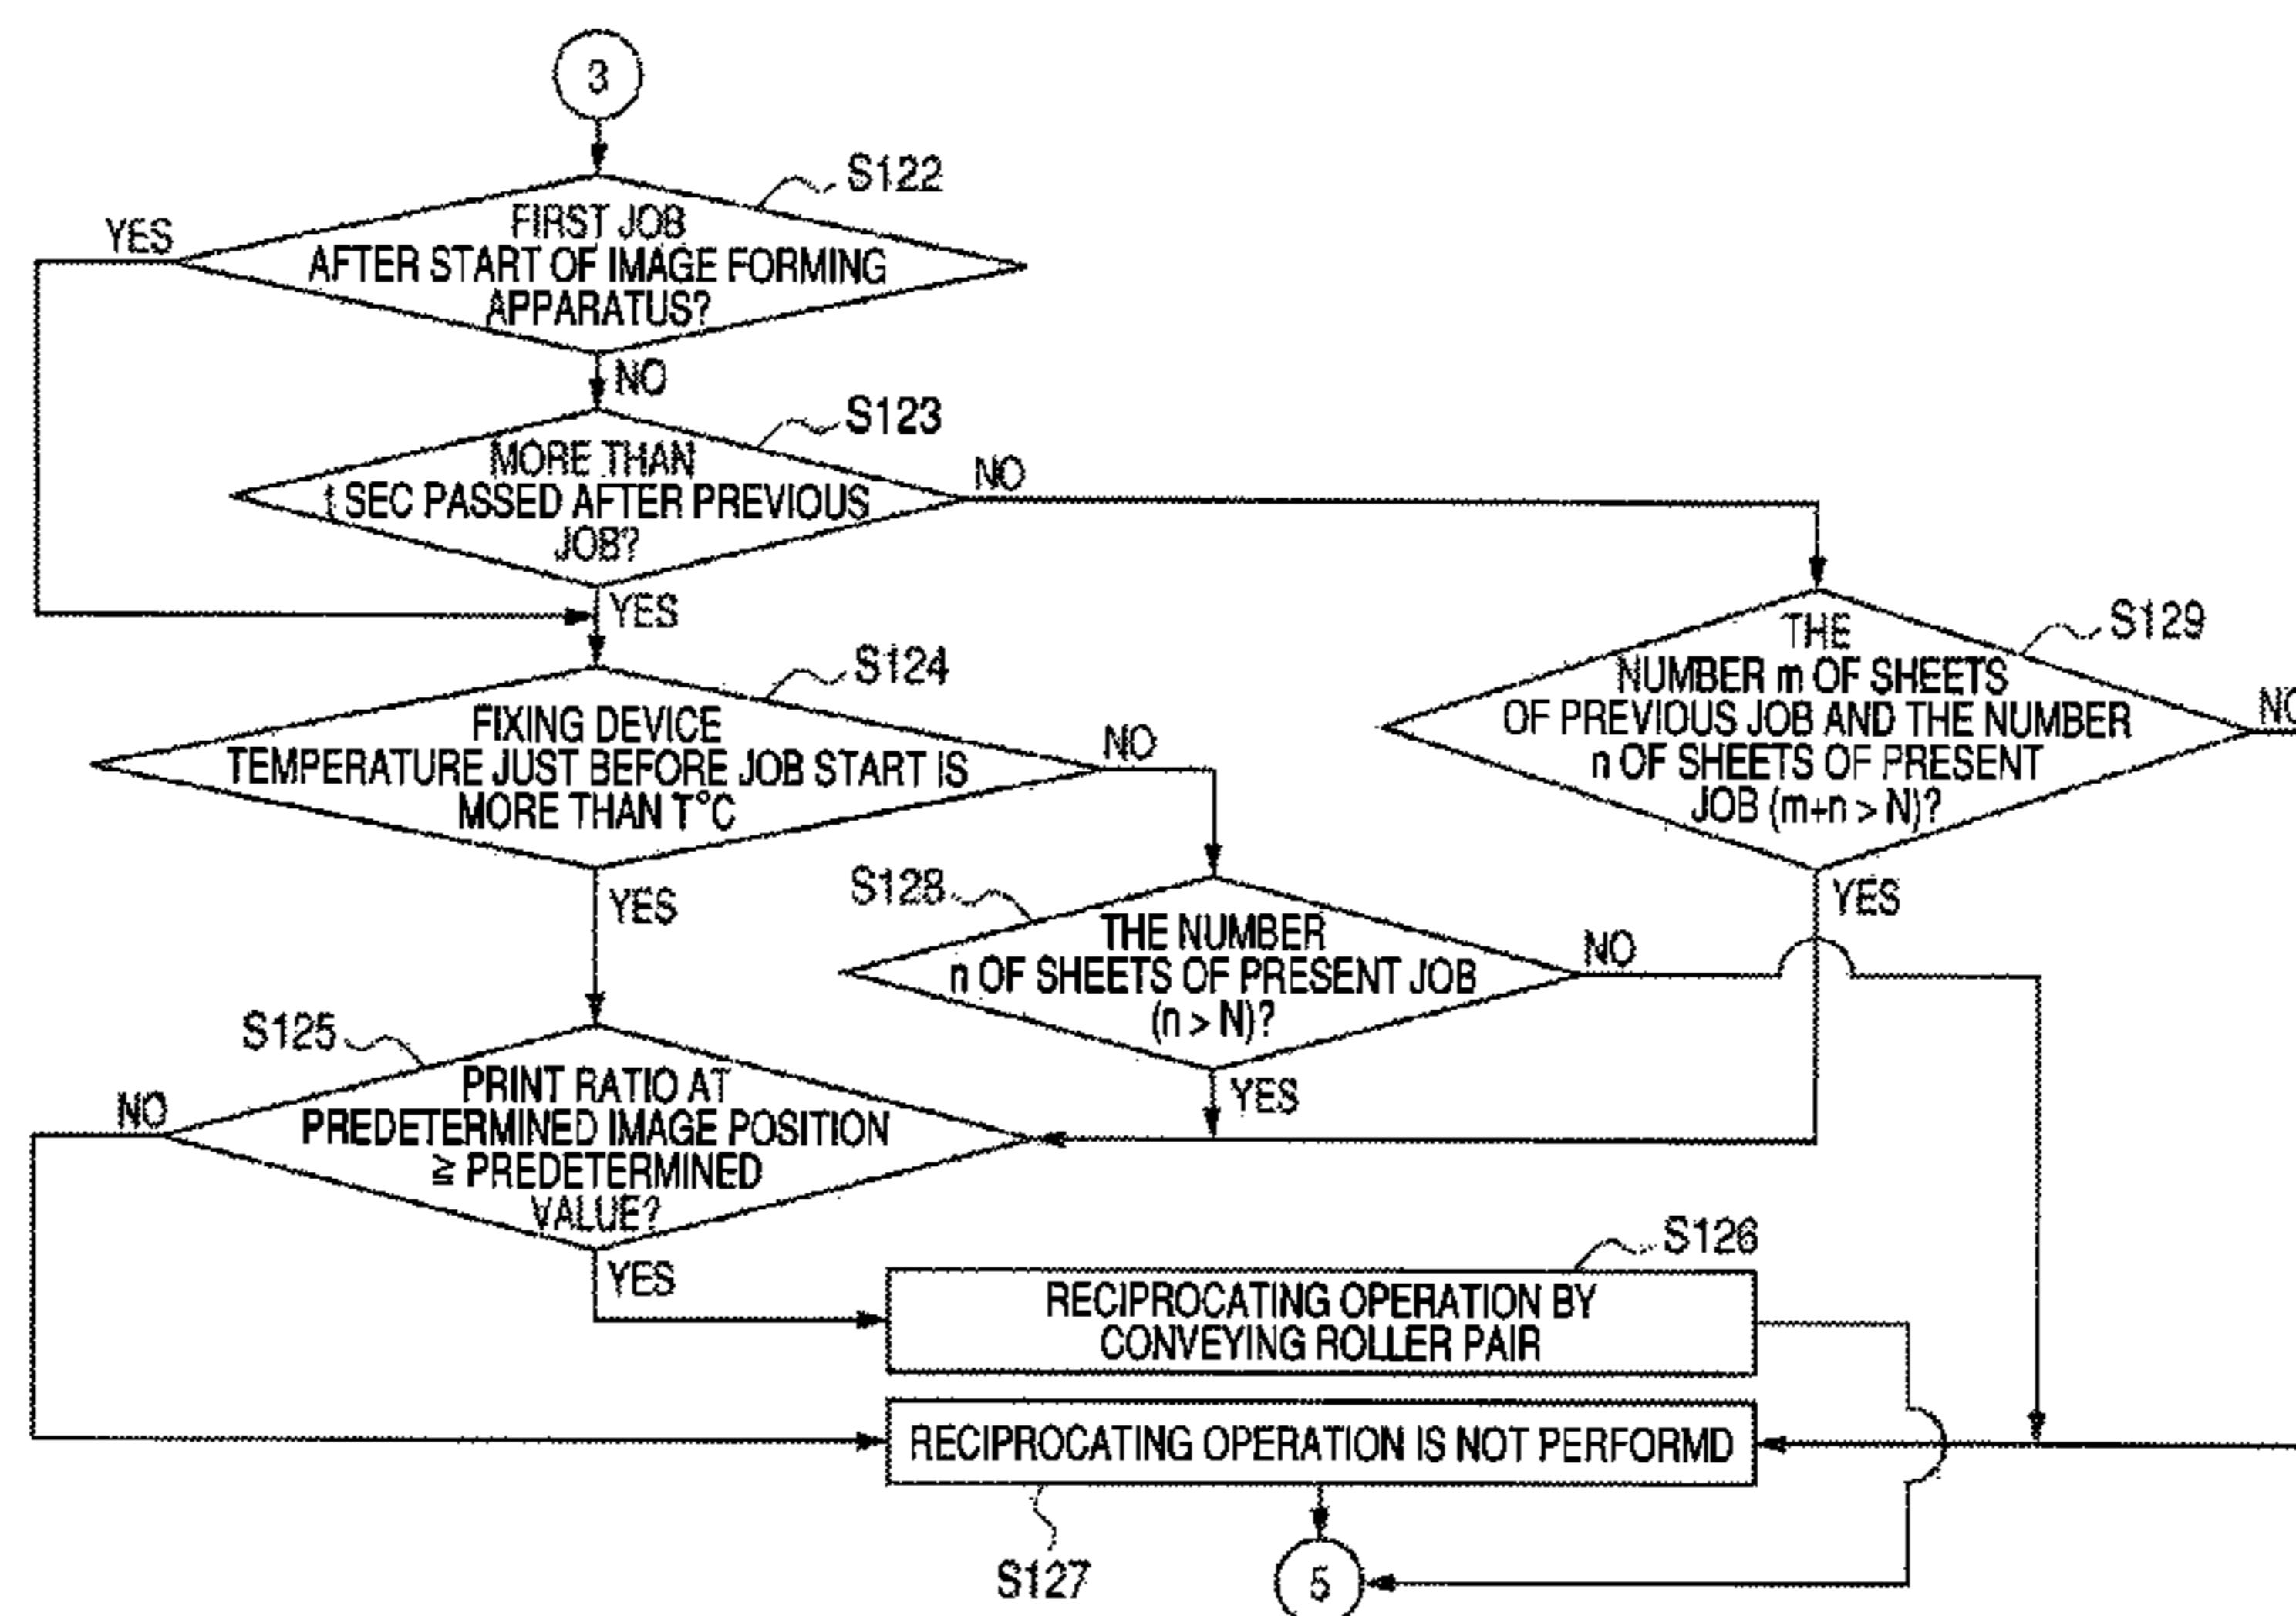 3
S122
FIRST JOB
AFTER START OF IMAGE FORMING
APPARATUS?
YES
NO
S123
MORE THAN
t SEC PASSED AFTER PREVIOUS
JOB?
NO
YES
S124
FIXING DEVICE
TEMPERATURE JUST BEFORE JOB START IS
MORE THAN T°C
NO
YES
S129
THE
NUMBER m OF SHEETS
OF PREVIOUS JOB AND THE NUMBER
n OF SHEETS OF PRESENT
JOB (m+n > N)?
NO
YES
S128
THE NUMBER
n OF SHEETS OF PRESENT JOB
(n > N)?
NO
YES
S125
PRINT RATIO AT
PREDETERMINED IMAGE POSITION
≧ PREDETERMINED
VALUE?
NO
YES
S126
RECIPROCATING OPERATION BY
CONVEYING ROLLER PAIR
RECIPROCATING OPERATION IS NOT PERFORMD
S127
5